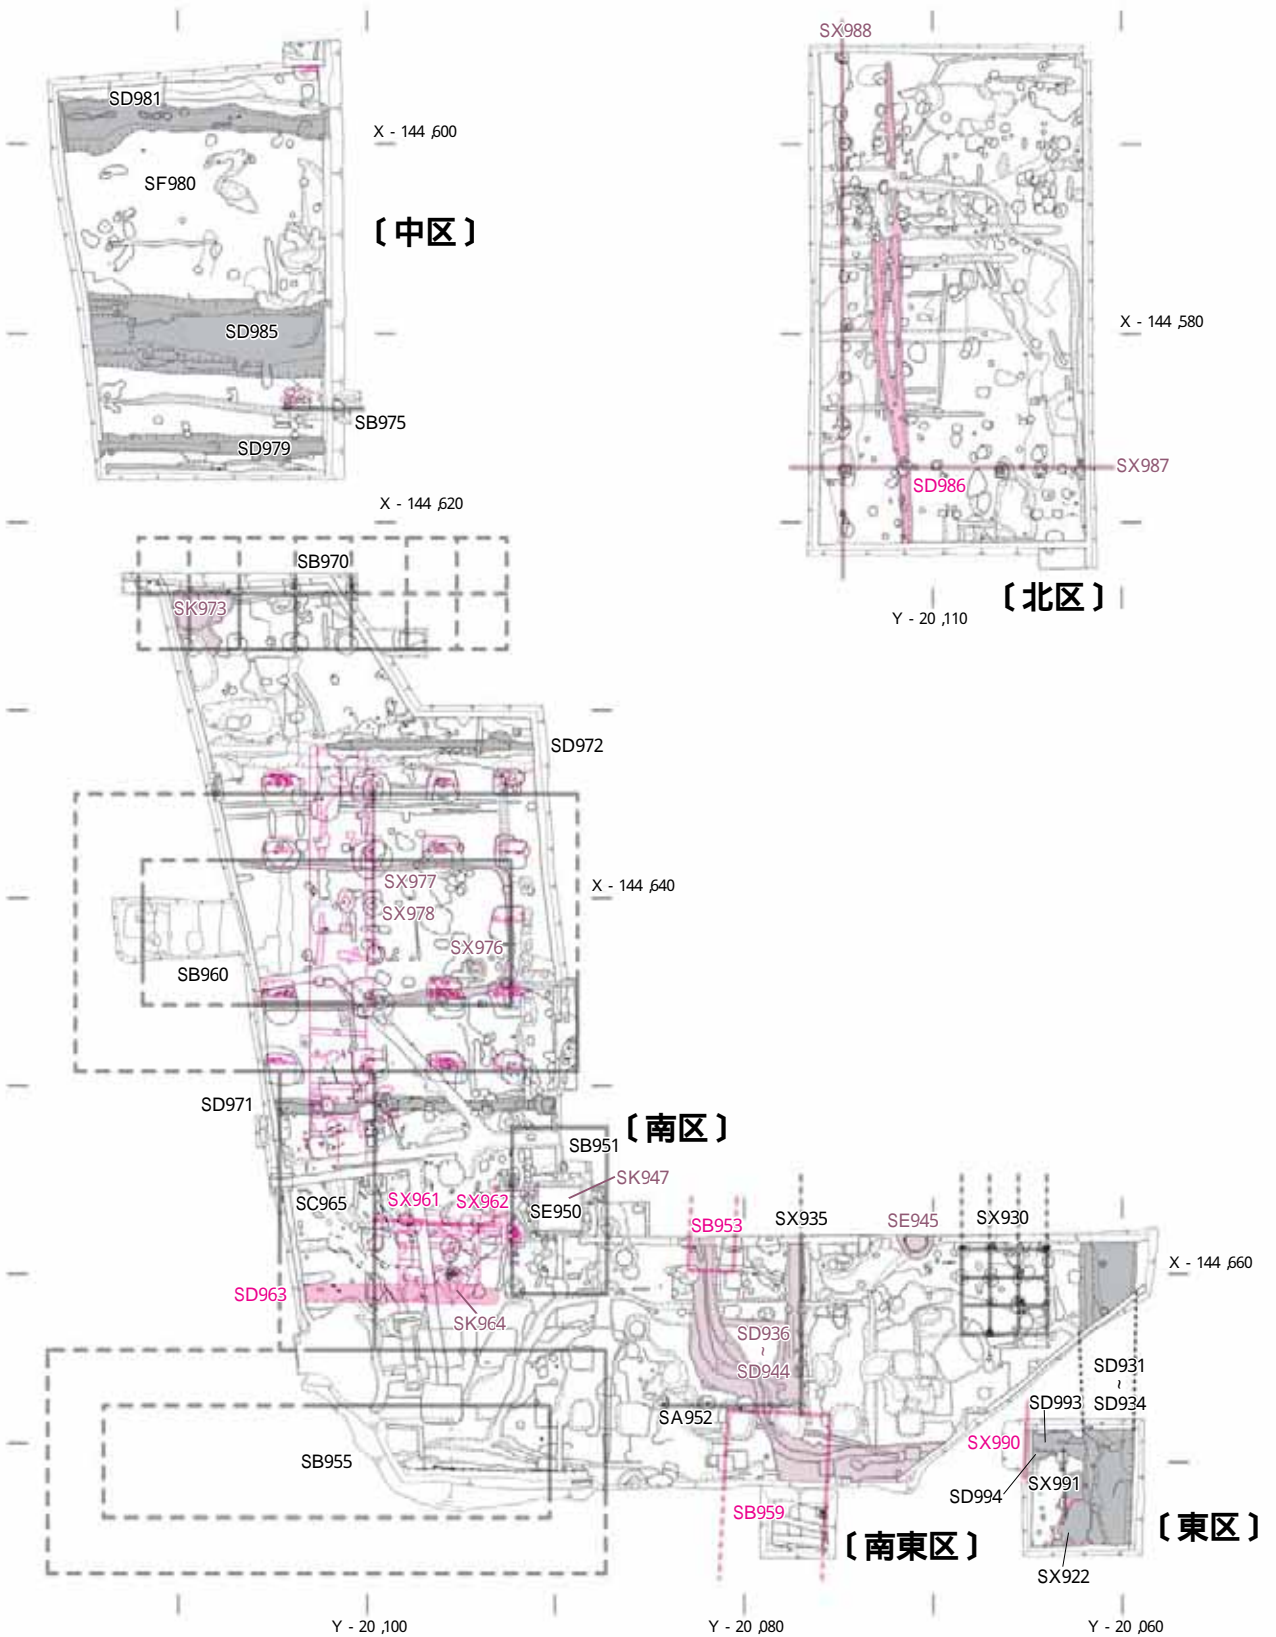 SX988
SD981
X - 144 ,600
SF980
〔 中区 〕
SD985
X - 144 ,580
SB975
SD979
SX987
SD986
X - 144 ,620
SB970
〔 北区 〕
SK973
Y - 20 ,110
SD972
SX977
X - 144 ,640
SX978
SX976
SB960
SD971
〔 南区 〕
SB951
SK947
SC965
SX961
SX962
SE950
SB953
SX935
SE945
SX930
X - 144 ,660
SD963
SK964
SD936
~
SD944
SD931
~
SD934
SA952
SD993
SX990
SB955
SX991
SD994
SB959
〔 南東区 〕
〔 東区 〕
SX922
Y - 20 ,100
Y - 20 ,080
Y - 20 ,060